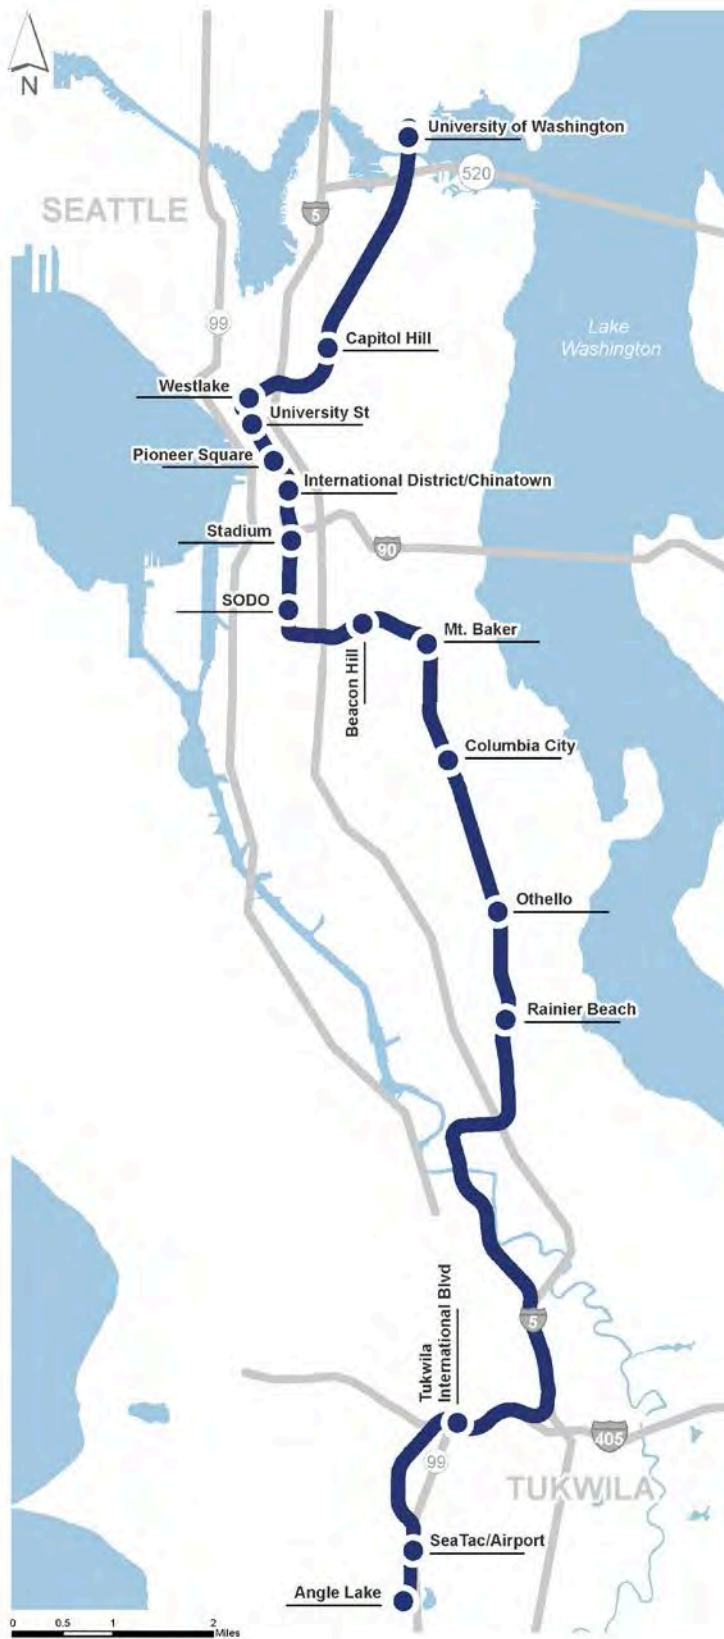 N
University of Washington
520
SEATTLE
5
99
Lake
Washington
Capitol Hill
Westlake
University St
Pioneer Square
International District/Chinatown
Stadium
90
SODO
Mt. Baker
Beacon Hill
Columbia City
Othello
Rainier Beach
Tukwila
International Blvd
5
405
99
TUKWILA
SeaTac/Airport
Angle Lake
0 0.5 1 2
Miles